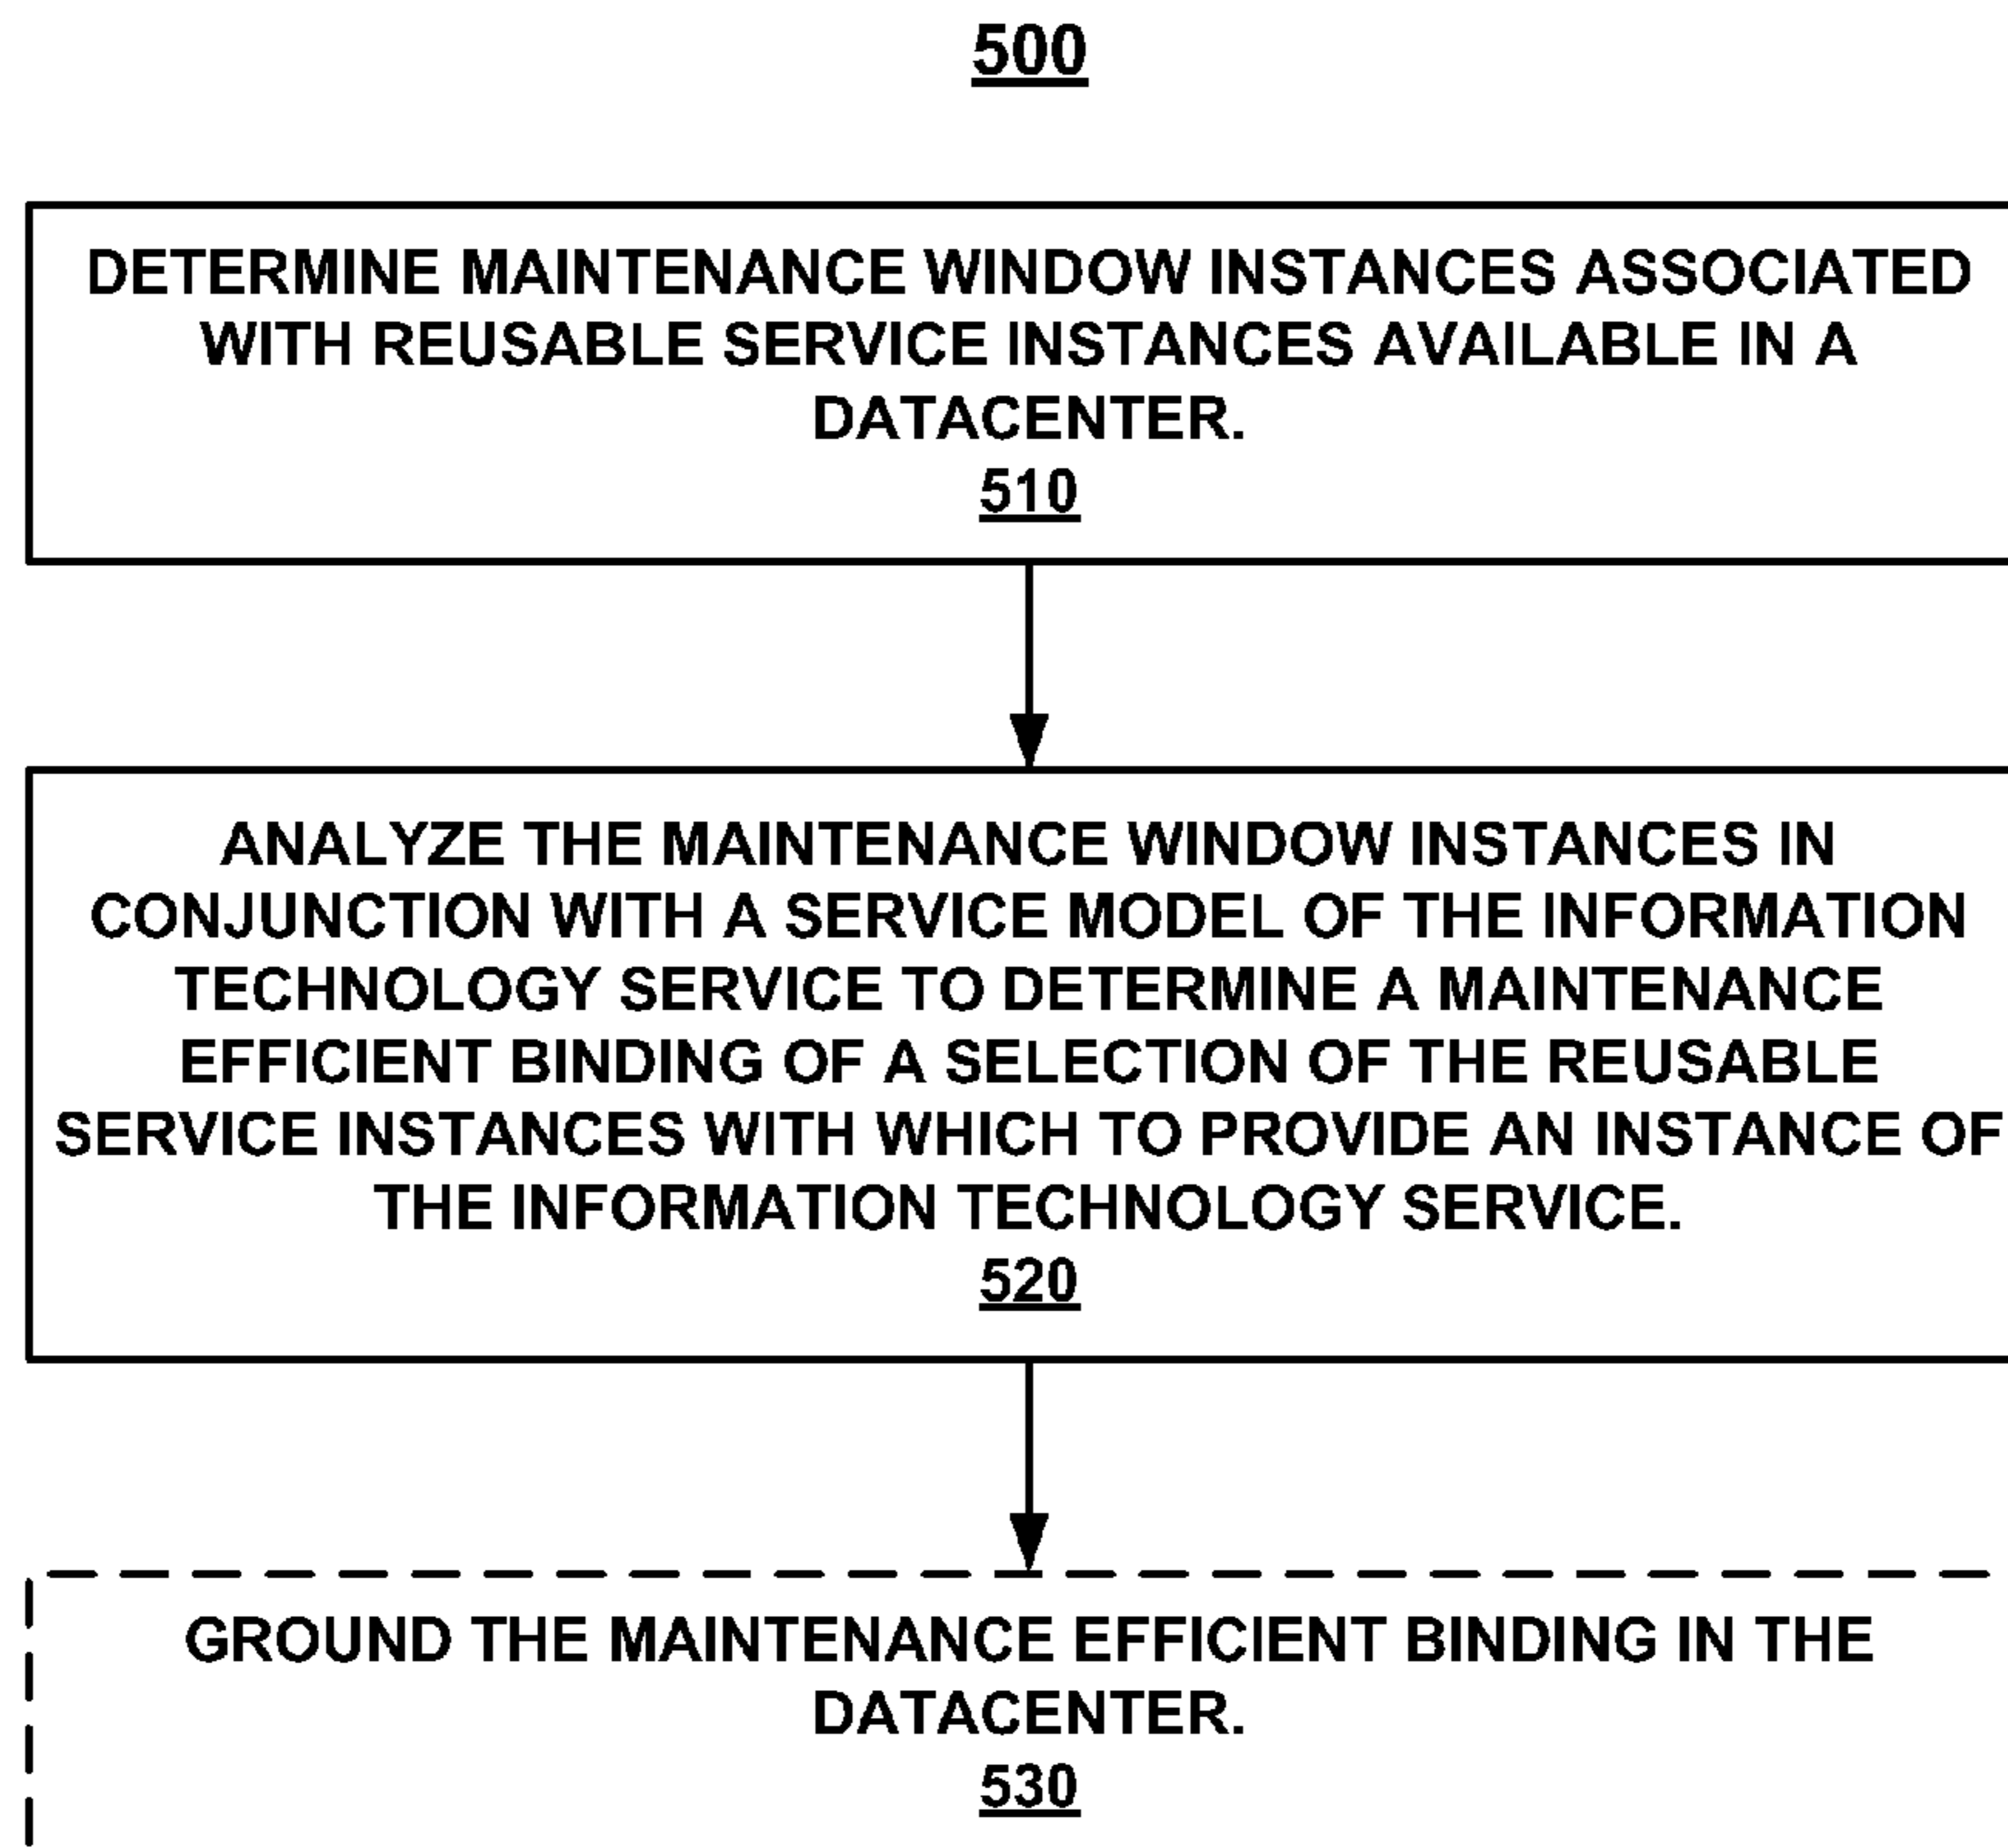 500
DETERMINE MAINTENANCE WINDOW INSTANCES ASSOCIATED
WITH REUSABLE SERVICE INSTANCES AVAILABLE IN A
DATACENTER.
510
ANALYZE THE MAINTENANCE WINDOW INSTANCES IN
CONJUNCTION WITH A SERVICE MODEL OF THE INFORMATION
TECHNOLOGY SERVICE TO DETERMINE A MAINTENANCE
EFFICIENT BINDING OF A SELECTION OF THE REUSABLE
SERVICE INSTANCES WITH WHICH TO PROVIDE AN INSTANCE OF
THE INFORMATION TECHNOLOGY SERVICE.
520
GROUND THE MAINTENANCE EFFICIENT BINDING IN THE
DATACENTER.
530